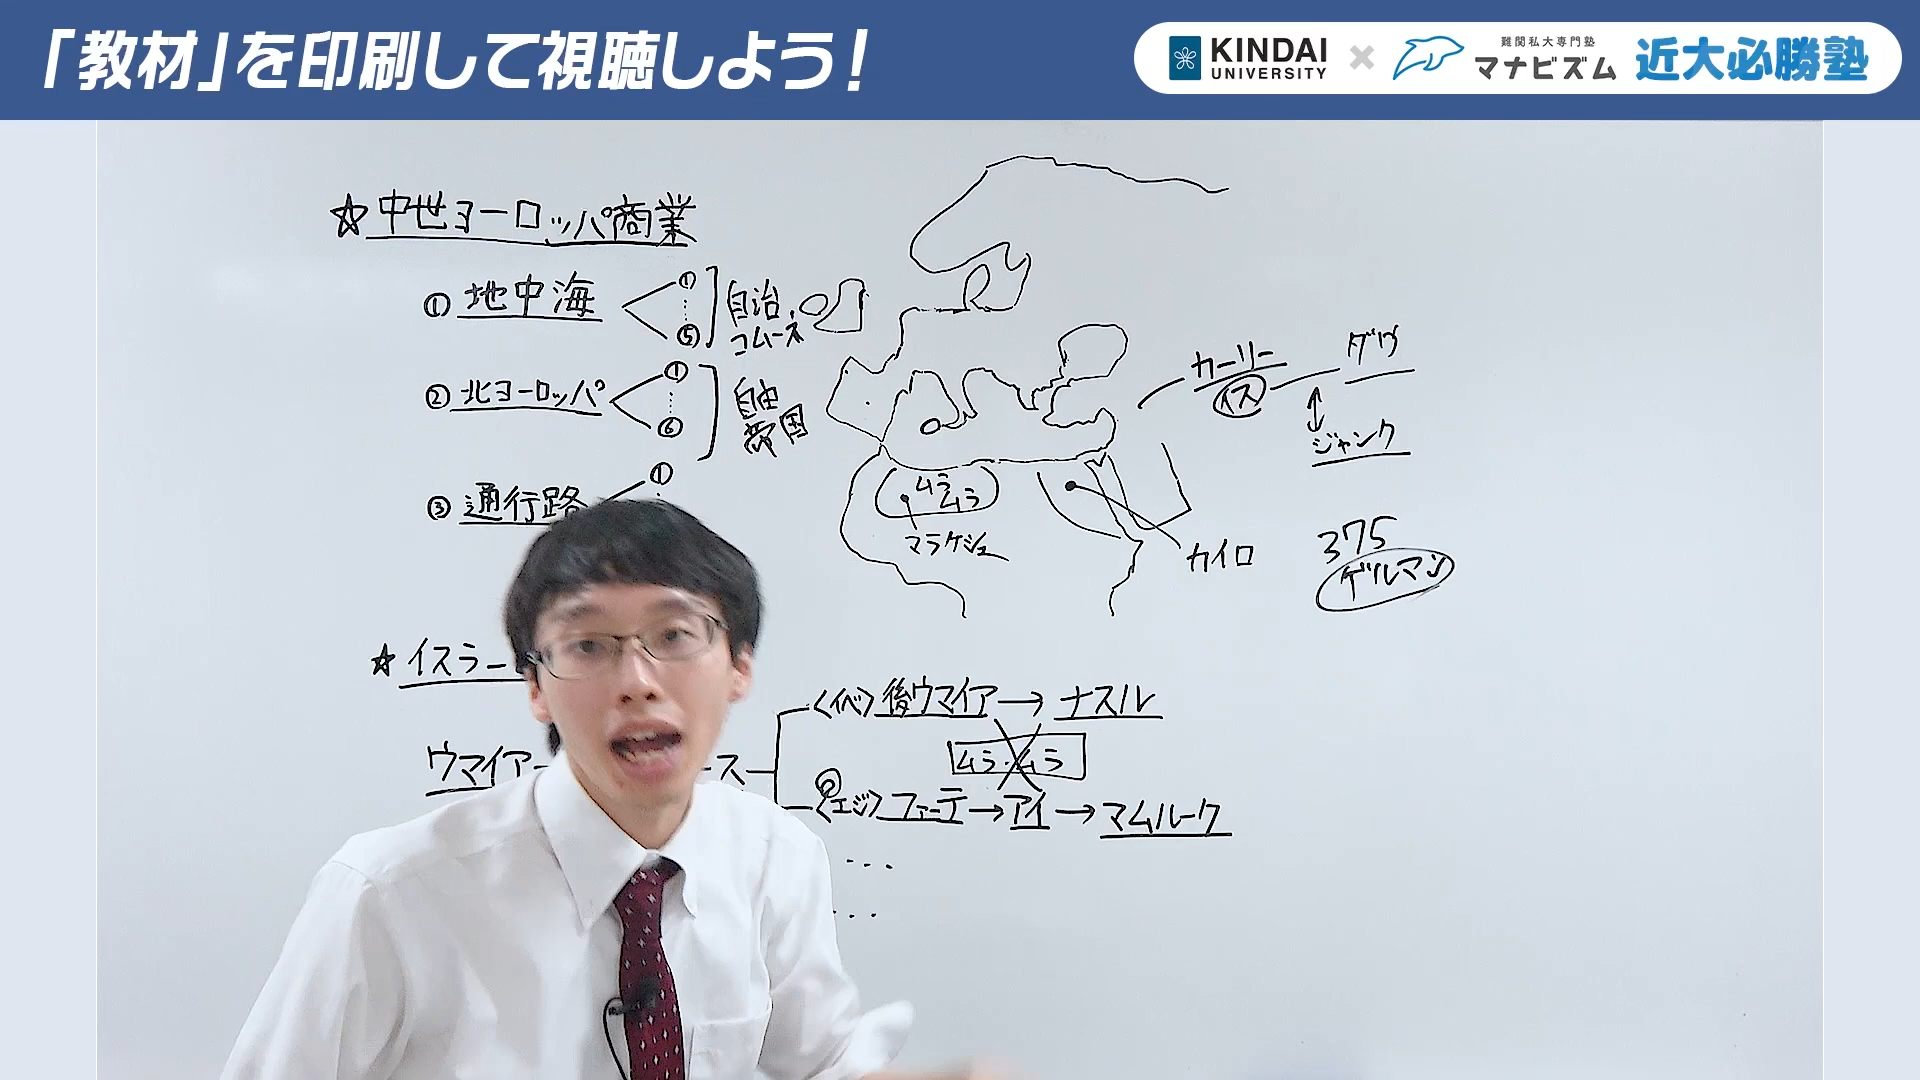 「教材」を印刷して視聴しよう!
KINDAI UNIVERSITY × 難関私大専門塾 マナビズム 近大必勝塾
☆中世ヨーロッパ商業
① 地中海 ① ⑤ 自治、コムーネ
② 北ヨーロッパ ① ⑥ 自由 帝国
③ 通行路 ①
カーリー イス
ダウ
ジャンク
ムラ
ムラ
マラケシュ
カイロ
375
ゲルマン
☆イスラー
ウマイア
ス
〈イベ〉後ウマイア→ナスル
ムラ・ムラ
〈エジ〉ファーテ→アイ→マムルーク
...
...